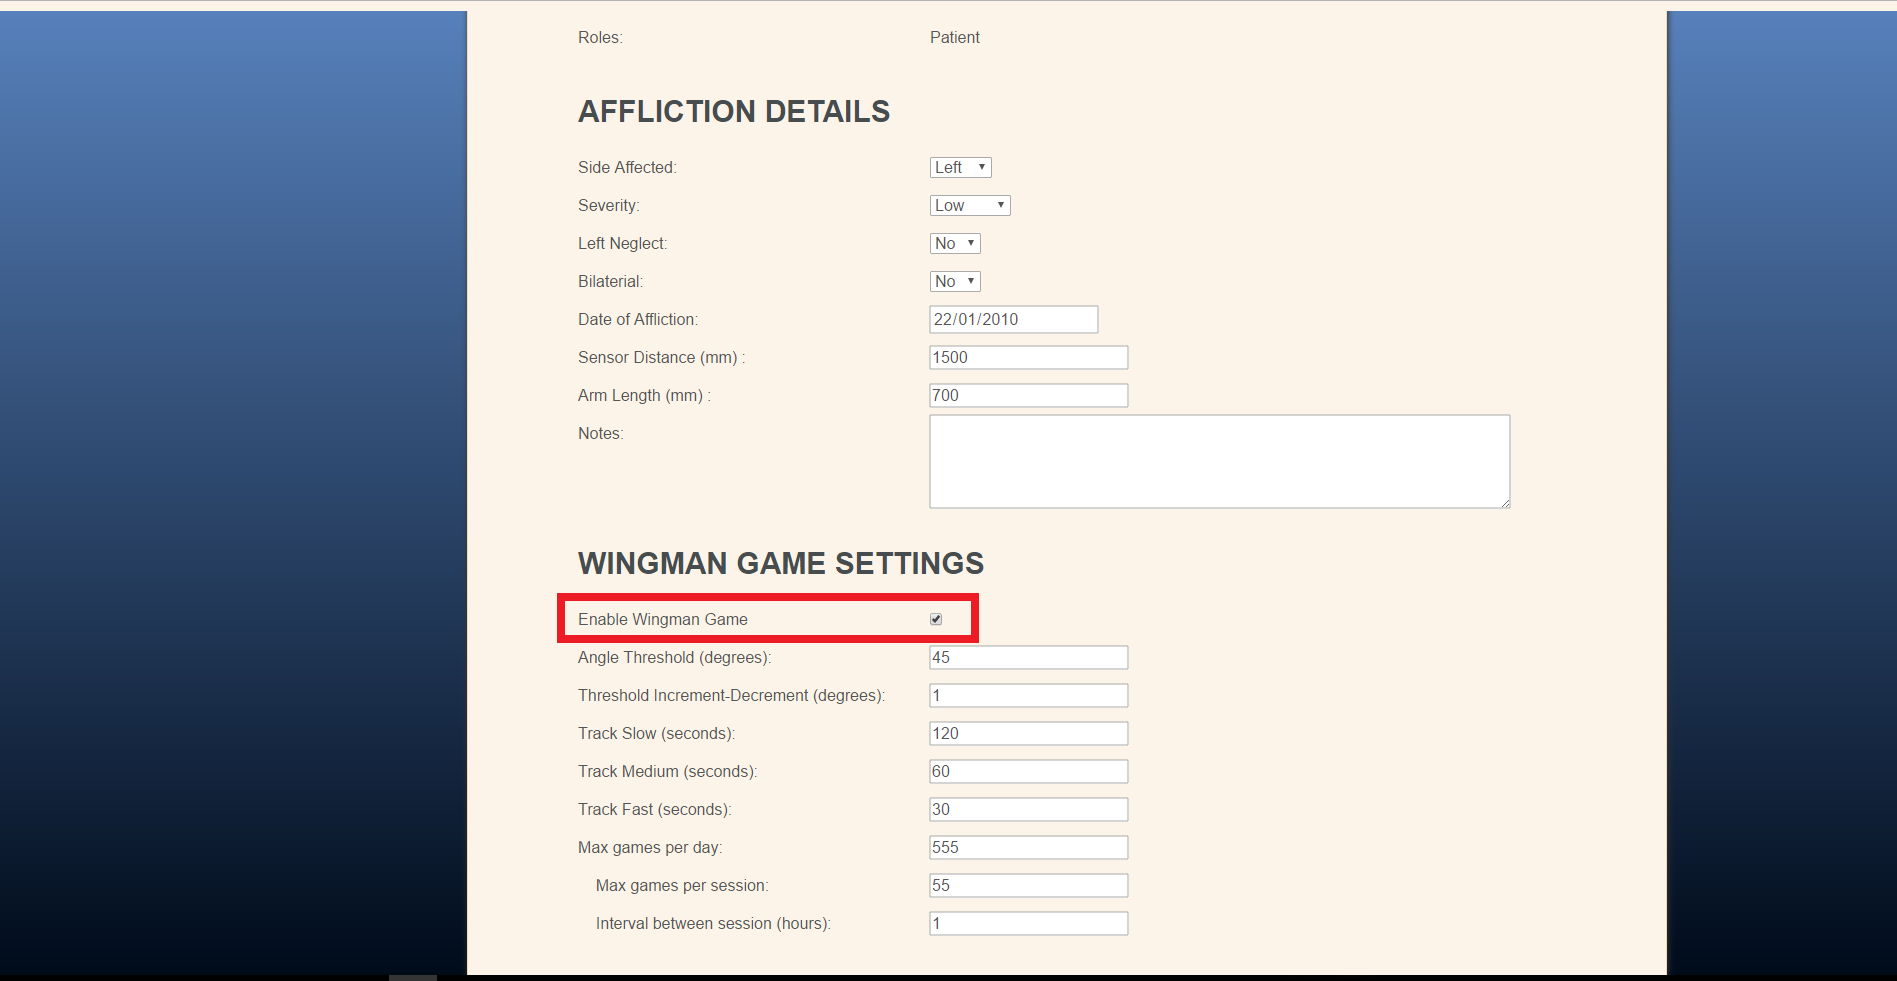 Roles: Patient
AFFLICTION DETAILS
Side Affected: Left
Severity: Low
Left Neglect: No
Bilaterial: No
Date of Affliction: 22/01/2010
Sensor Distance (mm) : 1500
Arm Length (mm) : 700
Notes:
WINGMAN GAME SETTINGS
Enable Wingman Game
Angle Threshold (degrees): 45
Threshold Increment-Decrement (degrees): 1
Track Slow (seconds): 120
Track Medium (seconds): 60
Track Fast (seconds): 30
Max games per day: 555
Max games per session: 55
Interval between session (hours): 1